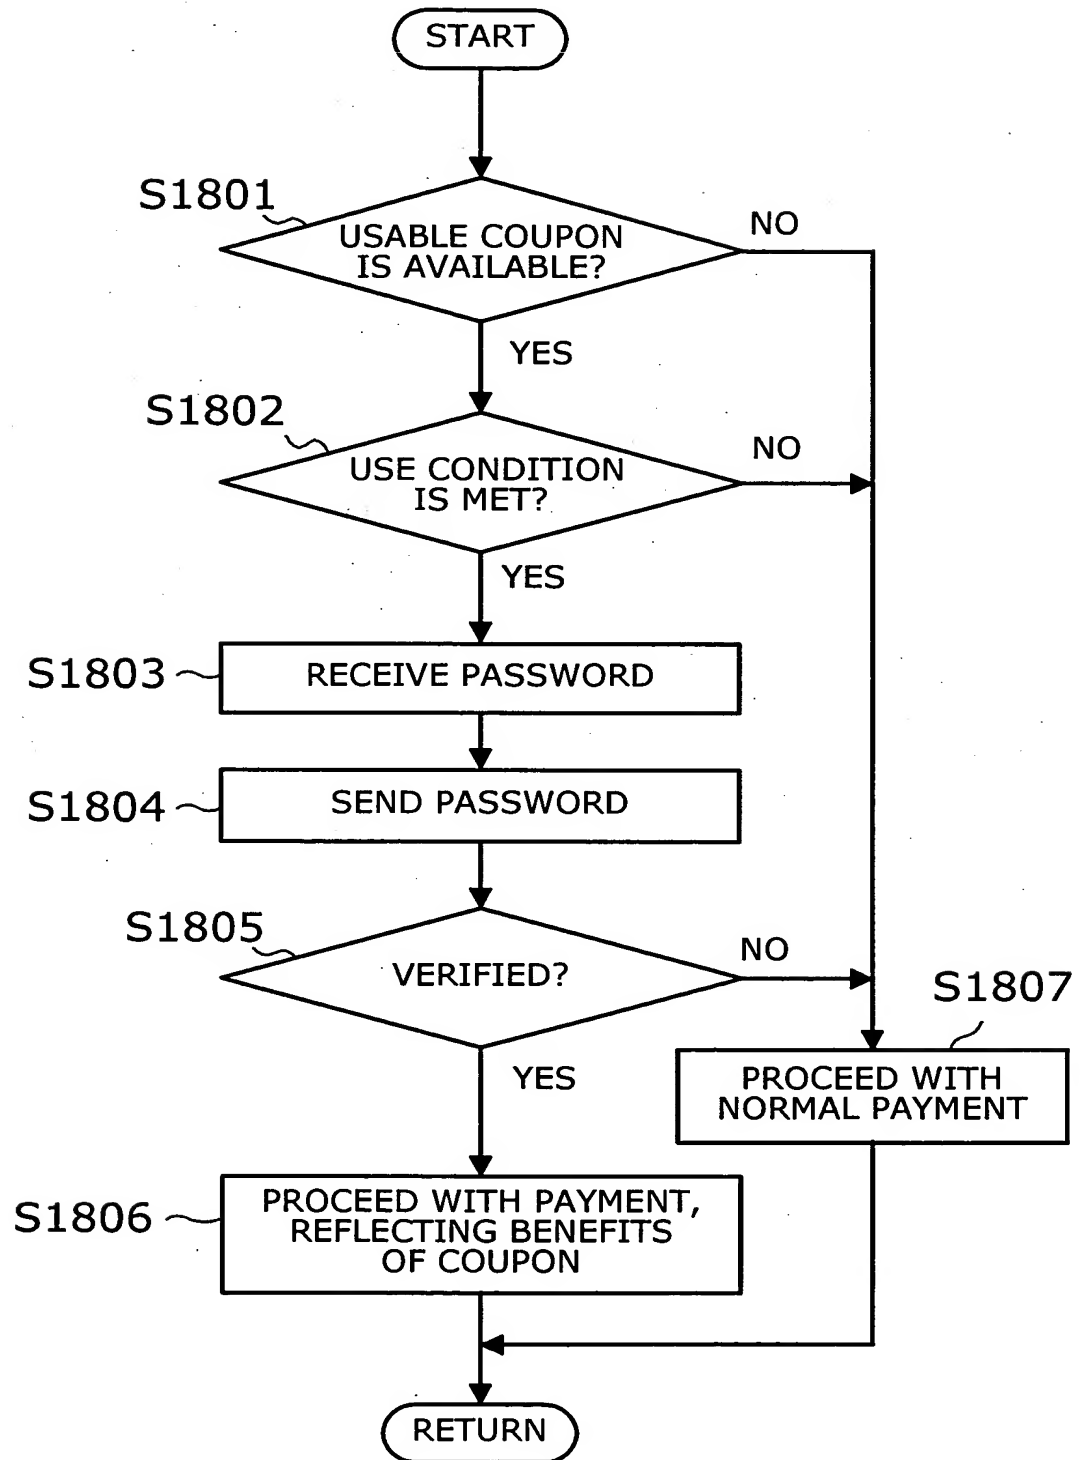 START
S1801
USABLE COUPON
IS AVAILABLE?
NO
YES
S1802
USE CONDITION
IS MET?
NO
YES
S1803
RECEIVE PASSWORD
S1804
SEND PASSWORD
S1805
VERIFIED?
NO
YES
S1807
PROCEED WITH
NORMAL PAYMENT
S1806
PROCEED WITH PAYMENT,
REFLECTING BENEFITS
OF COUPON
RETURN